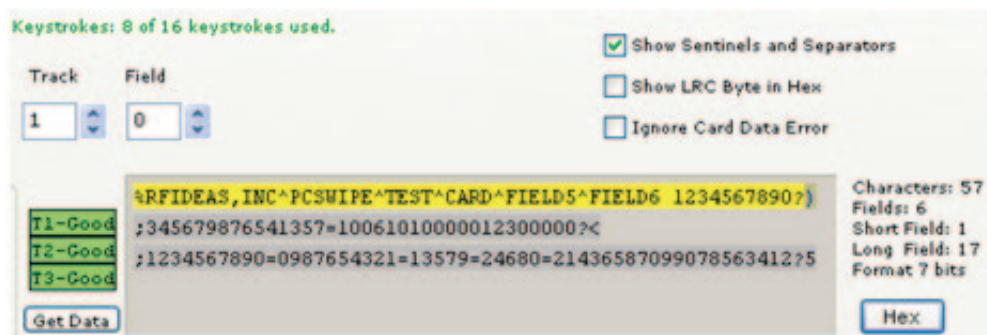 Keystrokes: 8 of 16 keystrokes used.
Show Sentinels and Separators
Track Field
Show LRC Byte in Hex
1 0
Ignore Card Data Error
%RFIDEAS,INC^PCSWIPE^TEST^CARD^FIELD5^FIELD6 1234567890?)
;345679876541357=10061010000012300000?<
;1234567890=0987654321=13579=24680=21436587099078563412?5
T1-Good
T2-Good
T3-Good
Get Data
Characters: 57
Fields: 6
Short Field: 1
Long Field: 17
Format 7 bits
Hex